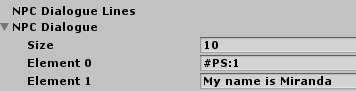 NPC Dialogue Lines
NPC Dialogue
Size 10
Element 0 #PS:1
Element 1 My name is Miranda